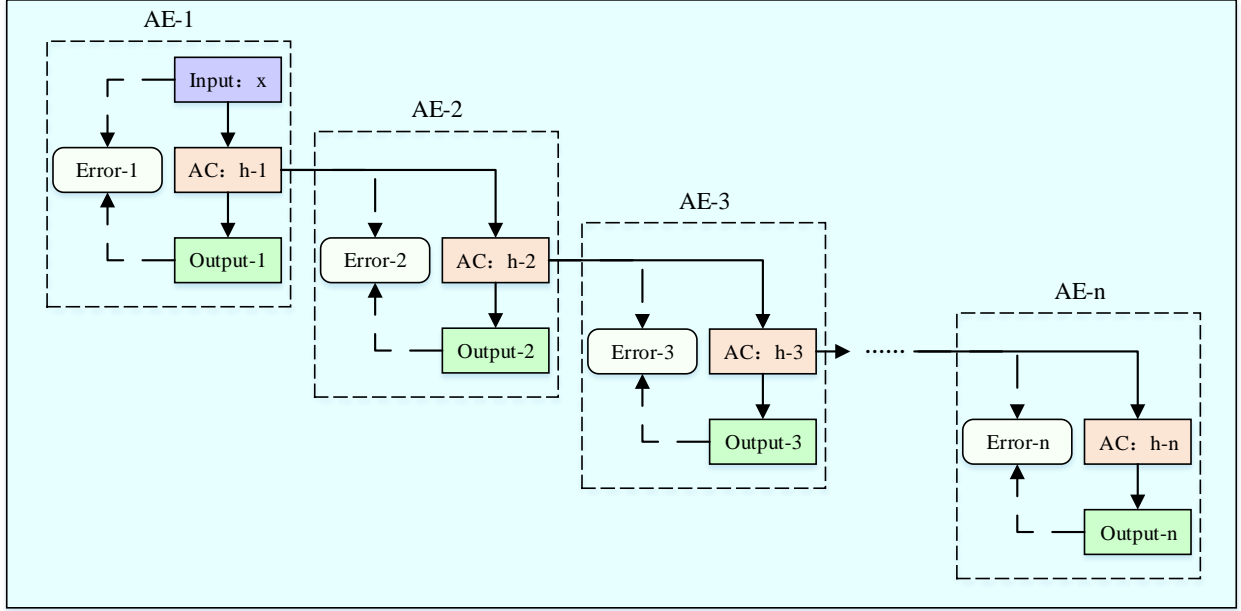 AE-1
Input：x
Error-1
AC：h-1
Output-1
AE-2
Error-2
AC：h-2
Output-2
AE-3
Error-3
AC：h-3
Output-3
......
AE-n
Error-n
AC：h-n
Output-n